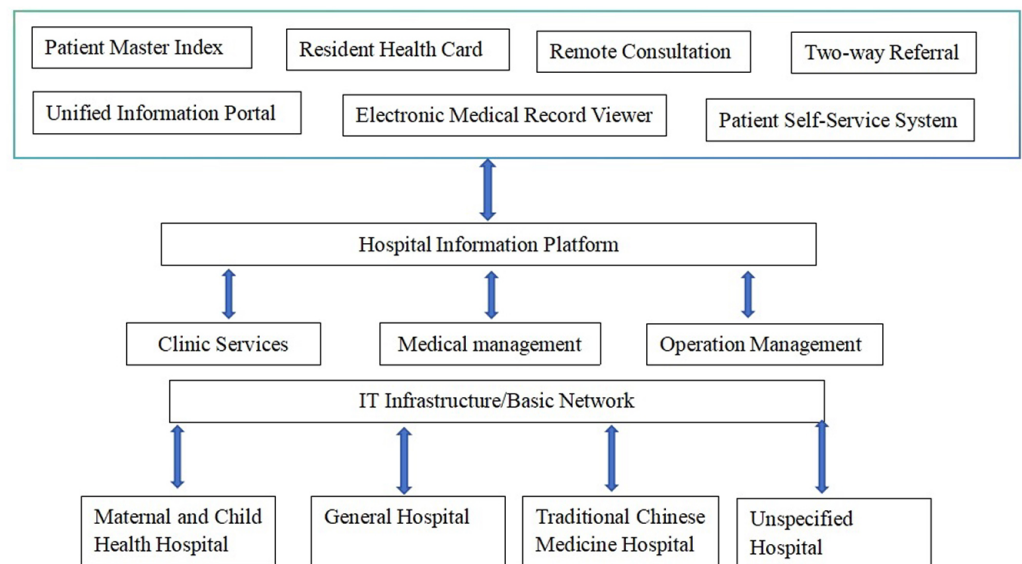 Patient Master Index
Resident Health Card
Remote Consultation
Two-way Referral
Unified Information Portal
Electronic Medical Record Viewer
Patient Self-Service System
Hospital Information Platform
Clinic Services
Medical management
Operation Management
IT Infrastructure/Basic Network
Maternal and Child
Health Hospital
General Hospital
Traditional Chinese
Medicine Hospital
Unspecified
Hospital